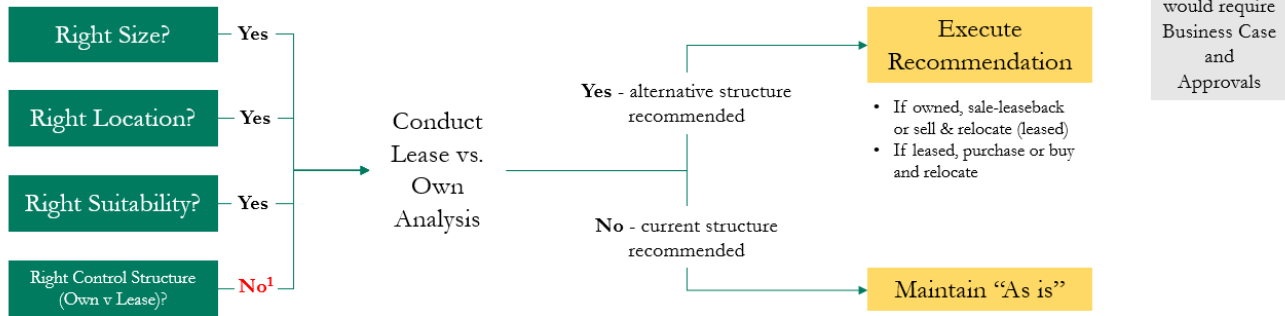 Right Size?
Yes
Right Location?
Yes
Right Suitability?
Yes
Right Control Structure
(Own v Lease)?
No¹
Conduct
Lease vs.
Own
Analysis
Yes - alternative structure
recommended
No - current structure
recommended
Execute
Recommendation
• If owned, sale-leaseback
or sell & relocate (leased)
• If leased, purchase or buy
and relocate
Maintain “As is”
would require
Business Case
and
Approvals